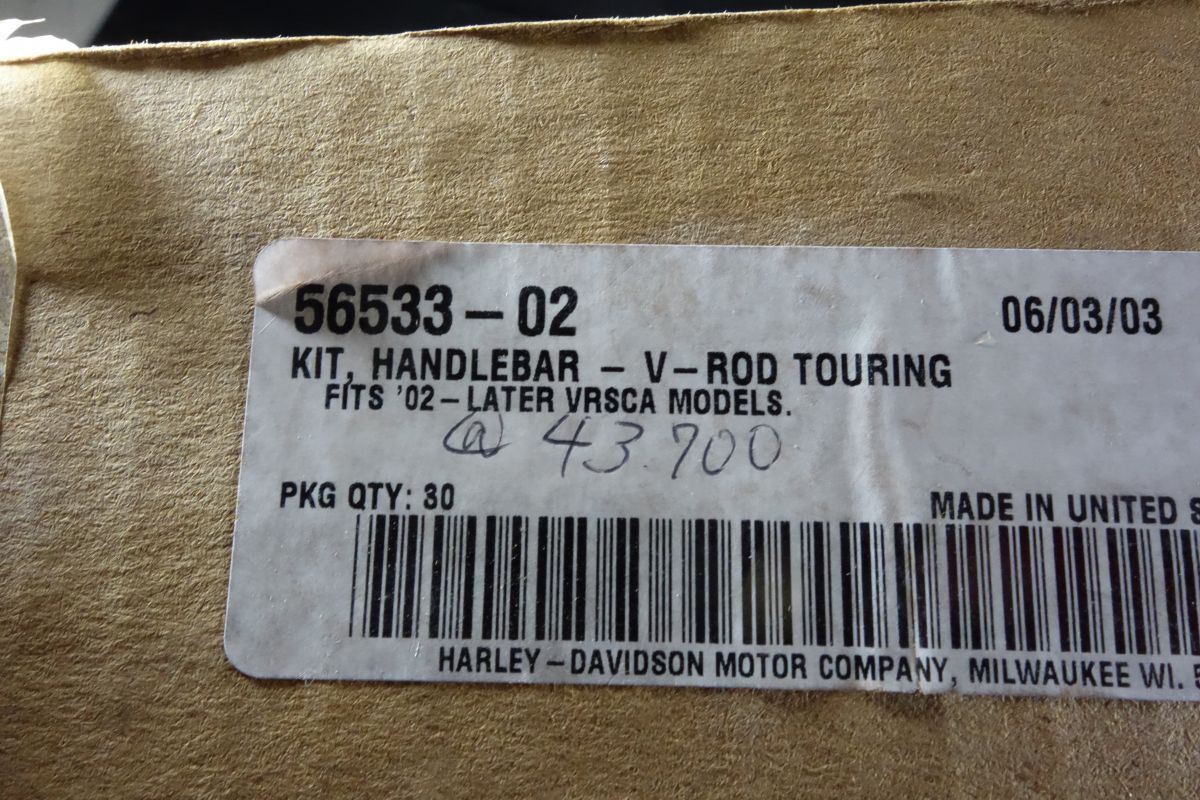 56533-02 06/03/03
KIT, HANDLEBAR - V-ROD TOURING
FITS '02-LATER VRSCA MODELS.
@ 43.700
PKG QTY: 30 MADE IN UNITED S
HARLEY-DAVIDSON MOTOR COMPANY, MILWAUKEE WI. 5